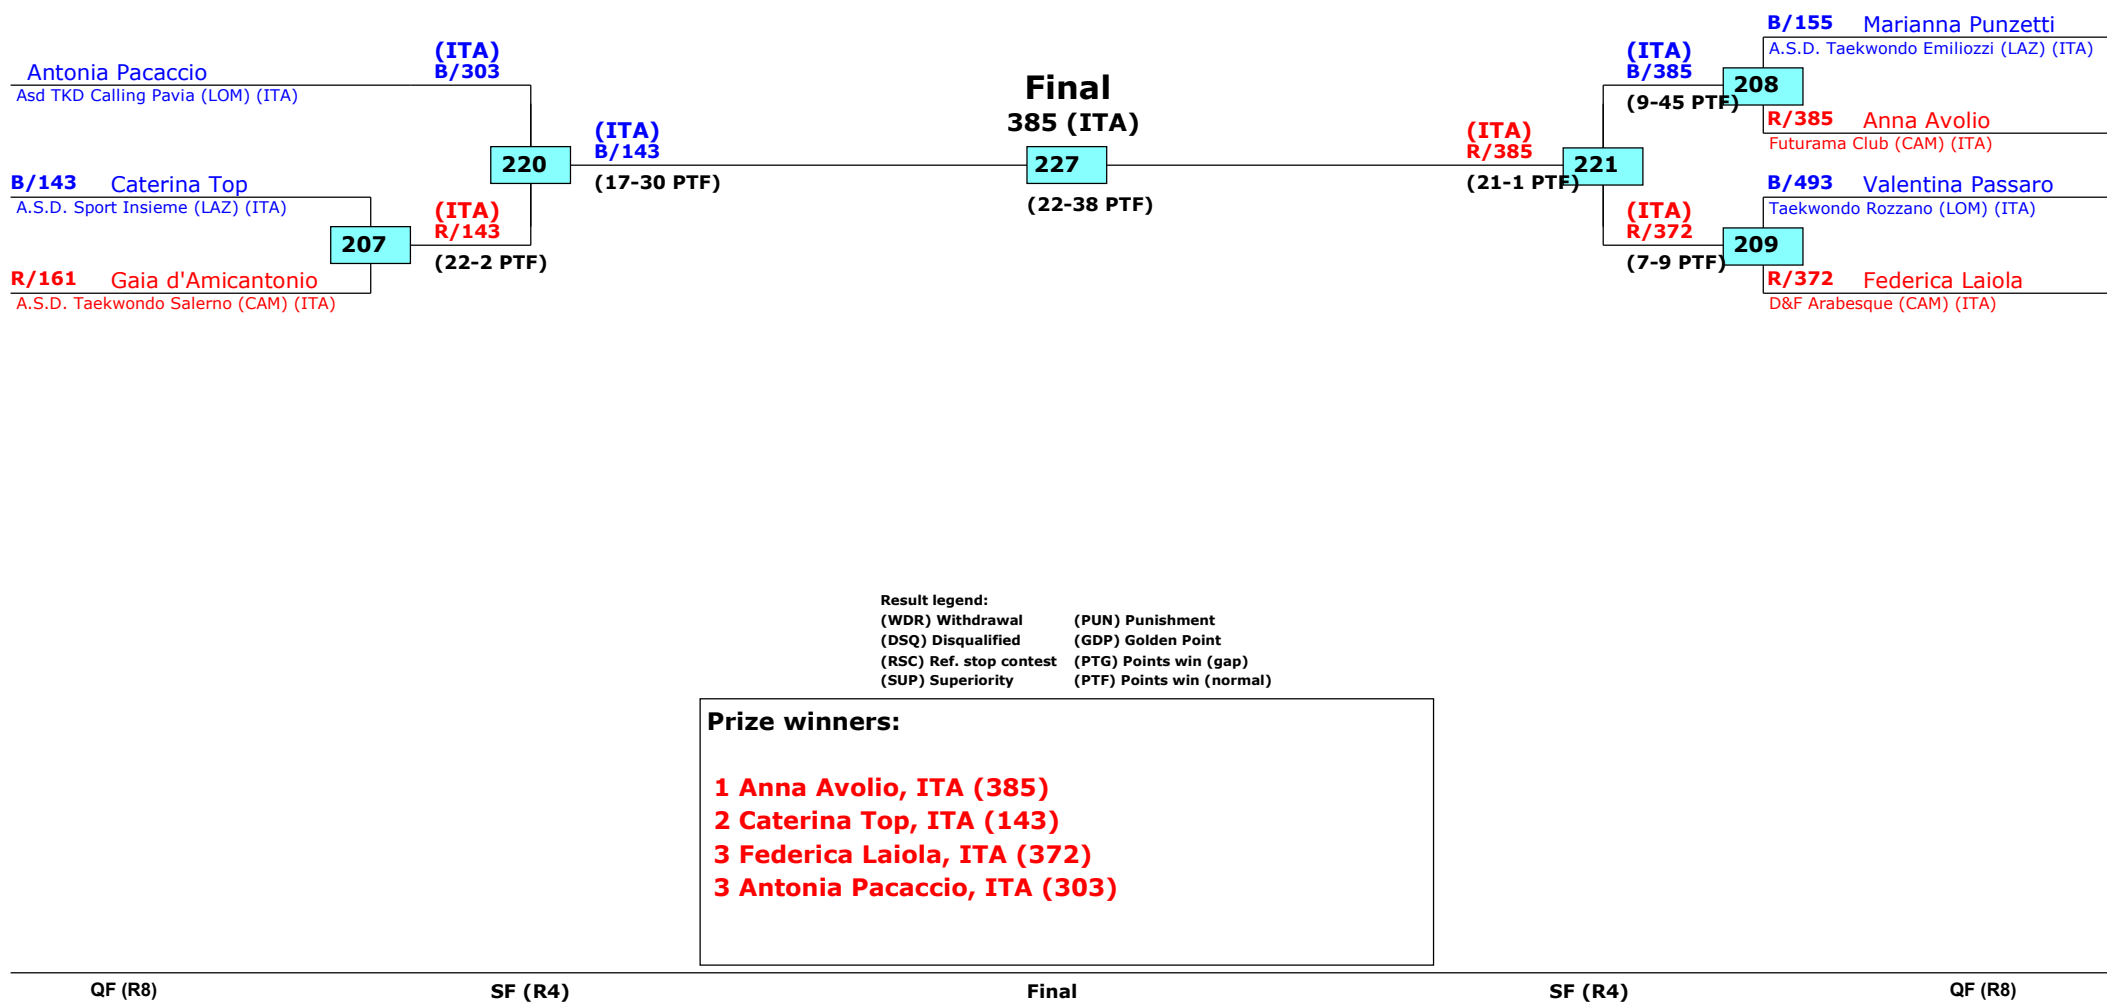 Antonia Pacaccio
Asd TKD Calling Pavia (LOM) (ITA)
(ITA)
B/303
B/143 Caterina Top
A.S.D. Sport Insieme (LAZ) (ITA)
207
R/161 Gaia d'Amicantonio
A.S.D. Taekwondo Salerno (CAM) (ITA)
(ITA)
R/143
(22-2 PTF)
220
(ITA)
B/143
(17-30 PTF)
Final
385 (ITA)
227
(22-38 PTF)
(ITA)
R/385
(21-1 PTF)
221
(ITA)
B/385
(9-45 PTF)
208
B/155 Marianna Punzetti
A.S.D. Taekwondo Emiliozzi (LAZ) (ITA)
R/385 Anna Avolio
Futurama Club (CAM) (ITA)
(ITA)
R/372
(7-9 PTF)
209
B/493 Valentina Passaro
Taekwondo Rozzano (LOM) (ITA)
R/372 Federica Laiola
D&F Arabesque (CAM) (ITA)
Result legend:
(WDR) Withdrawal (PUN) Punishment
(DSQ) Disqualified (GDP) Golden Point
(RSC) Ref. stop contest (PTG) Points win (gap)
(SUP) Superiority (PTF) Points win (normal)
Prize winners:
1 Anna Avolio, ITA (385)
2 Caterina Top, ITA (143)
3 Federica Laiola, ITA (372)
3 Antonia Pacaccio, ITA (303)
QF (R8) SF (R4) Final SF (R4) QF (R8)